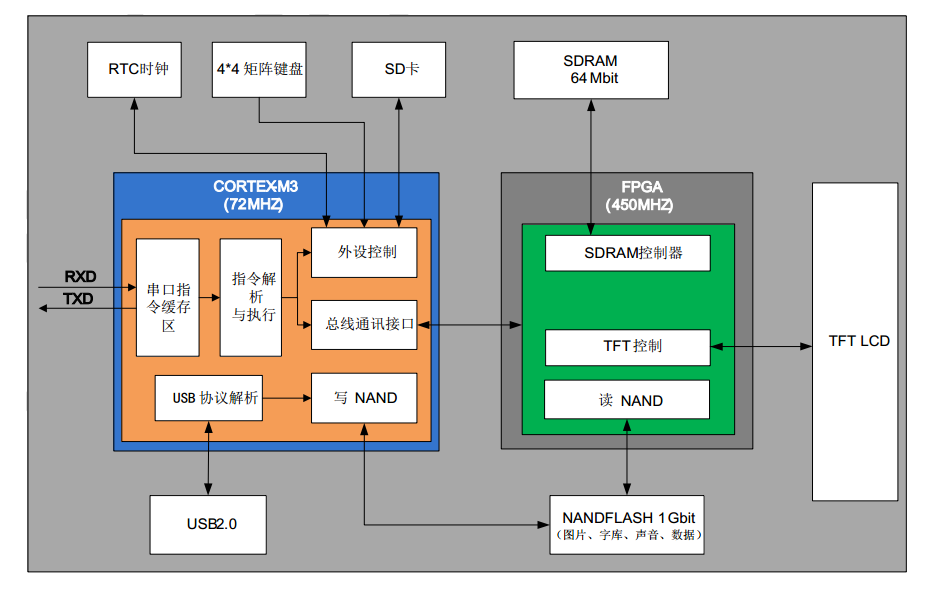 RTC时钟
4*4 矩阵键盘
SD卡
SDRAM
64 Mbit
CORTEX-M3
(72MHZ)
FPGA
(450MHZ)
RXD
TXD
串口指
令缓存
区
指令解
析
与执行
外设控制
总线通讯接口
USB 协议解析
写 NAND
SDRAM控制器
TFT 控制
读 NAND
TFT LCD
USB2.0
NANDFLASH 1 Gbit
(图片、字库、声音、数据)